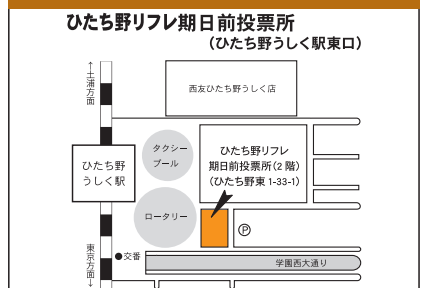 ひたち野リフレ期日前投票所
(ひたち野うしく駅東口)
←土浦方面
西友ひたち野うしく店
タクシー
プール
ひたち野リフレ
期日前投票所(2 階)
(ひたち野東 1-33-1)
ひたち野
うしく駅
ロータリー
P
東京方面→
●交番
学園西大通り